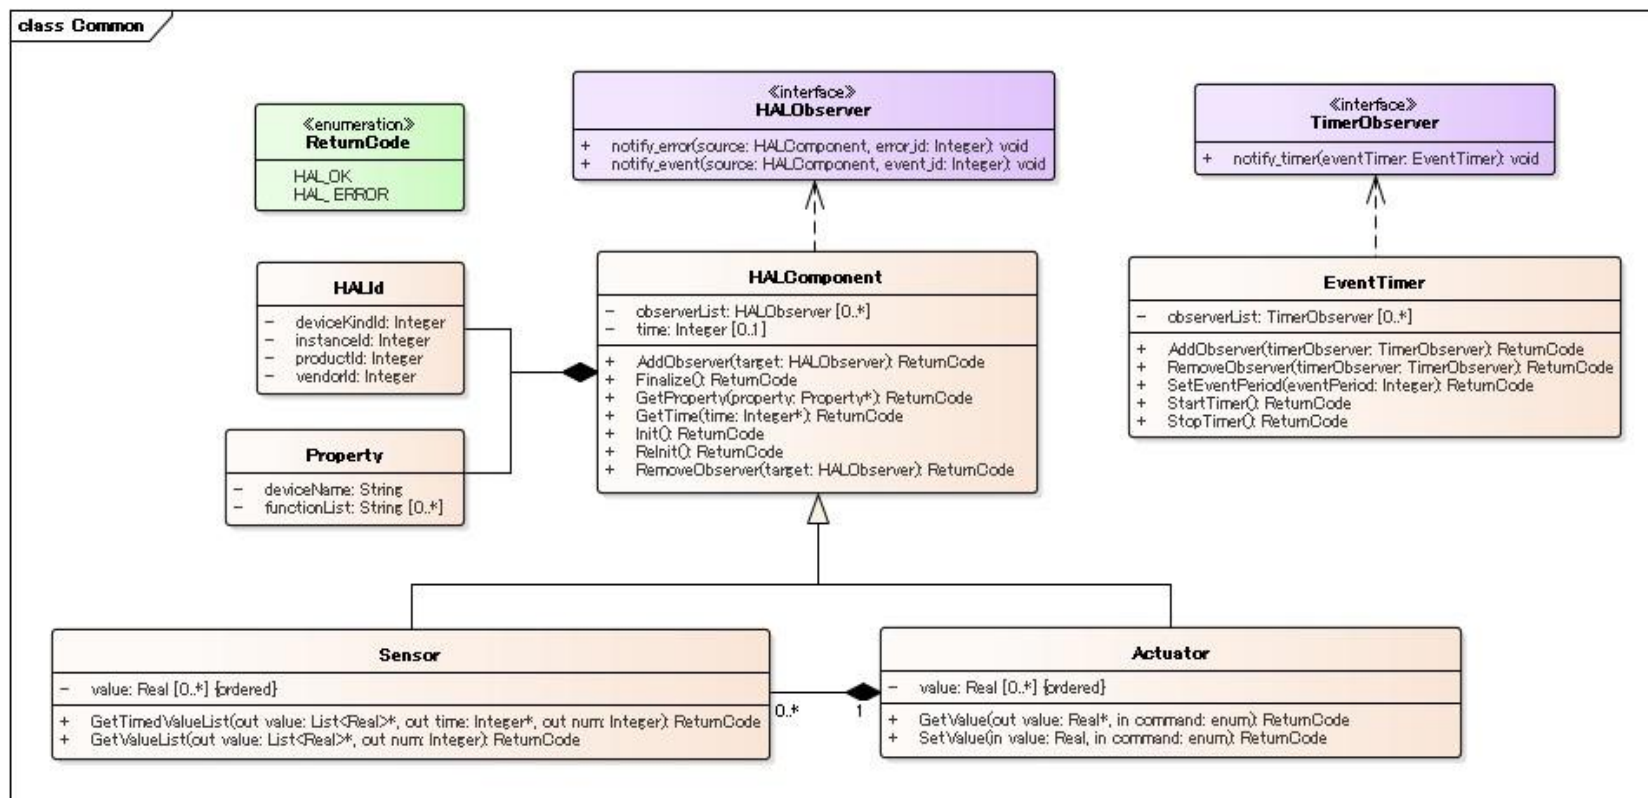 class Common
«enumeration»
ReturnCode
HAL_OK
HAL_ERROR
«interface»
HALObserver
+ notify_error(source: HALComponent, error_id: Integer): void
+ notify_event(source: HALComponent, event_id: Integer): void
«interface»
TimerObserver
+ notify_timer(eventTimer: EventTimer): void
HALId
- deviceKindId: Integer
- instanceId: Integer
- productId: Integer
- vendorId: Integer
Property
- deviceName: String
- functionList: String [0..*]
HALComponent
- observerList: HALObserver [0..*]
- time: Integer [0..1]
+ AddObserver(target: HALObserver): ReturnCode
+ Finalize(): ReturnCode
+ GetProperty(property: Property*): ReturnCode
+ GetTime(time: Integer*): ReturnCode
+ Init(): ReturnCode
+ ReInit(): ReturnCode
+ RemoveObserver(target: HALObserver): ReturnCode
EventTimer
- observerList: TimerObserver [0..*]
+ AddObserver(timerObserver: TimerObserver): ReturnCode
+ RemoveObserver(timerObserver: TimerObserver): ReturnCode
+ SetEventPeriod(eventPeriod: Integer): ReturnCode
+ StartTimer(): ReturnCode
+ StopTimer(): ReturnCode
Sensor
- value: Real [0..*] {ordered}
+ GetTimedValueList(out value: List<Real>*, out time: Integer*, out num: Integer): ReturnCode
+ GetValueList(out value: List<Real>*, out num: Integer): ReturnCode
0..*
1
Actuator
- value: Real [0..*] {ordered}
+ GetValue(out value: Real*, in command: enum): ReturnCode
+ SetValue(in value: Real, in command: enum): ReturnCode